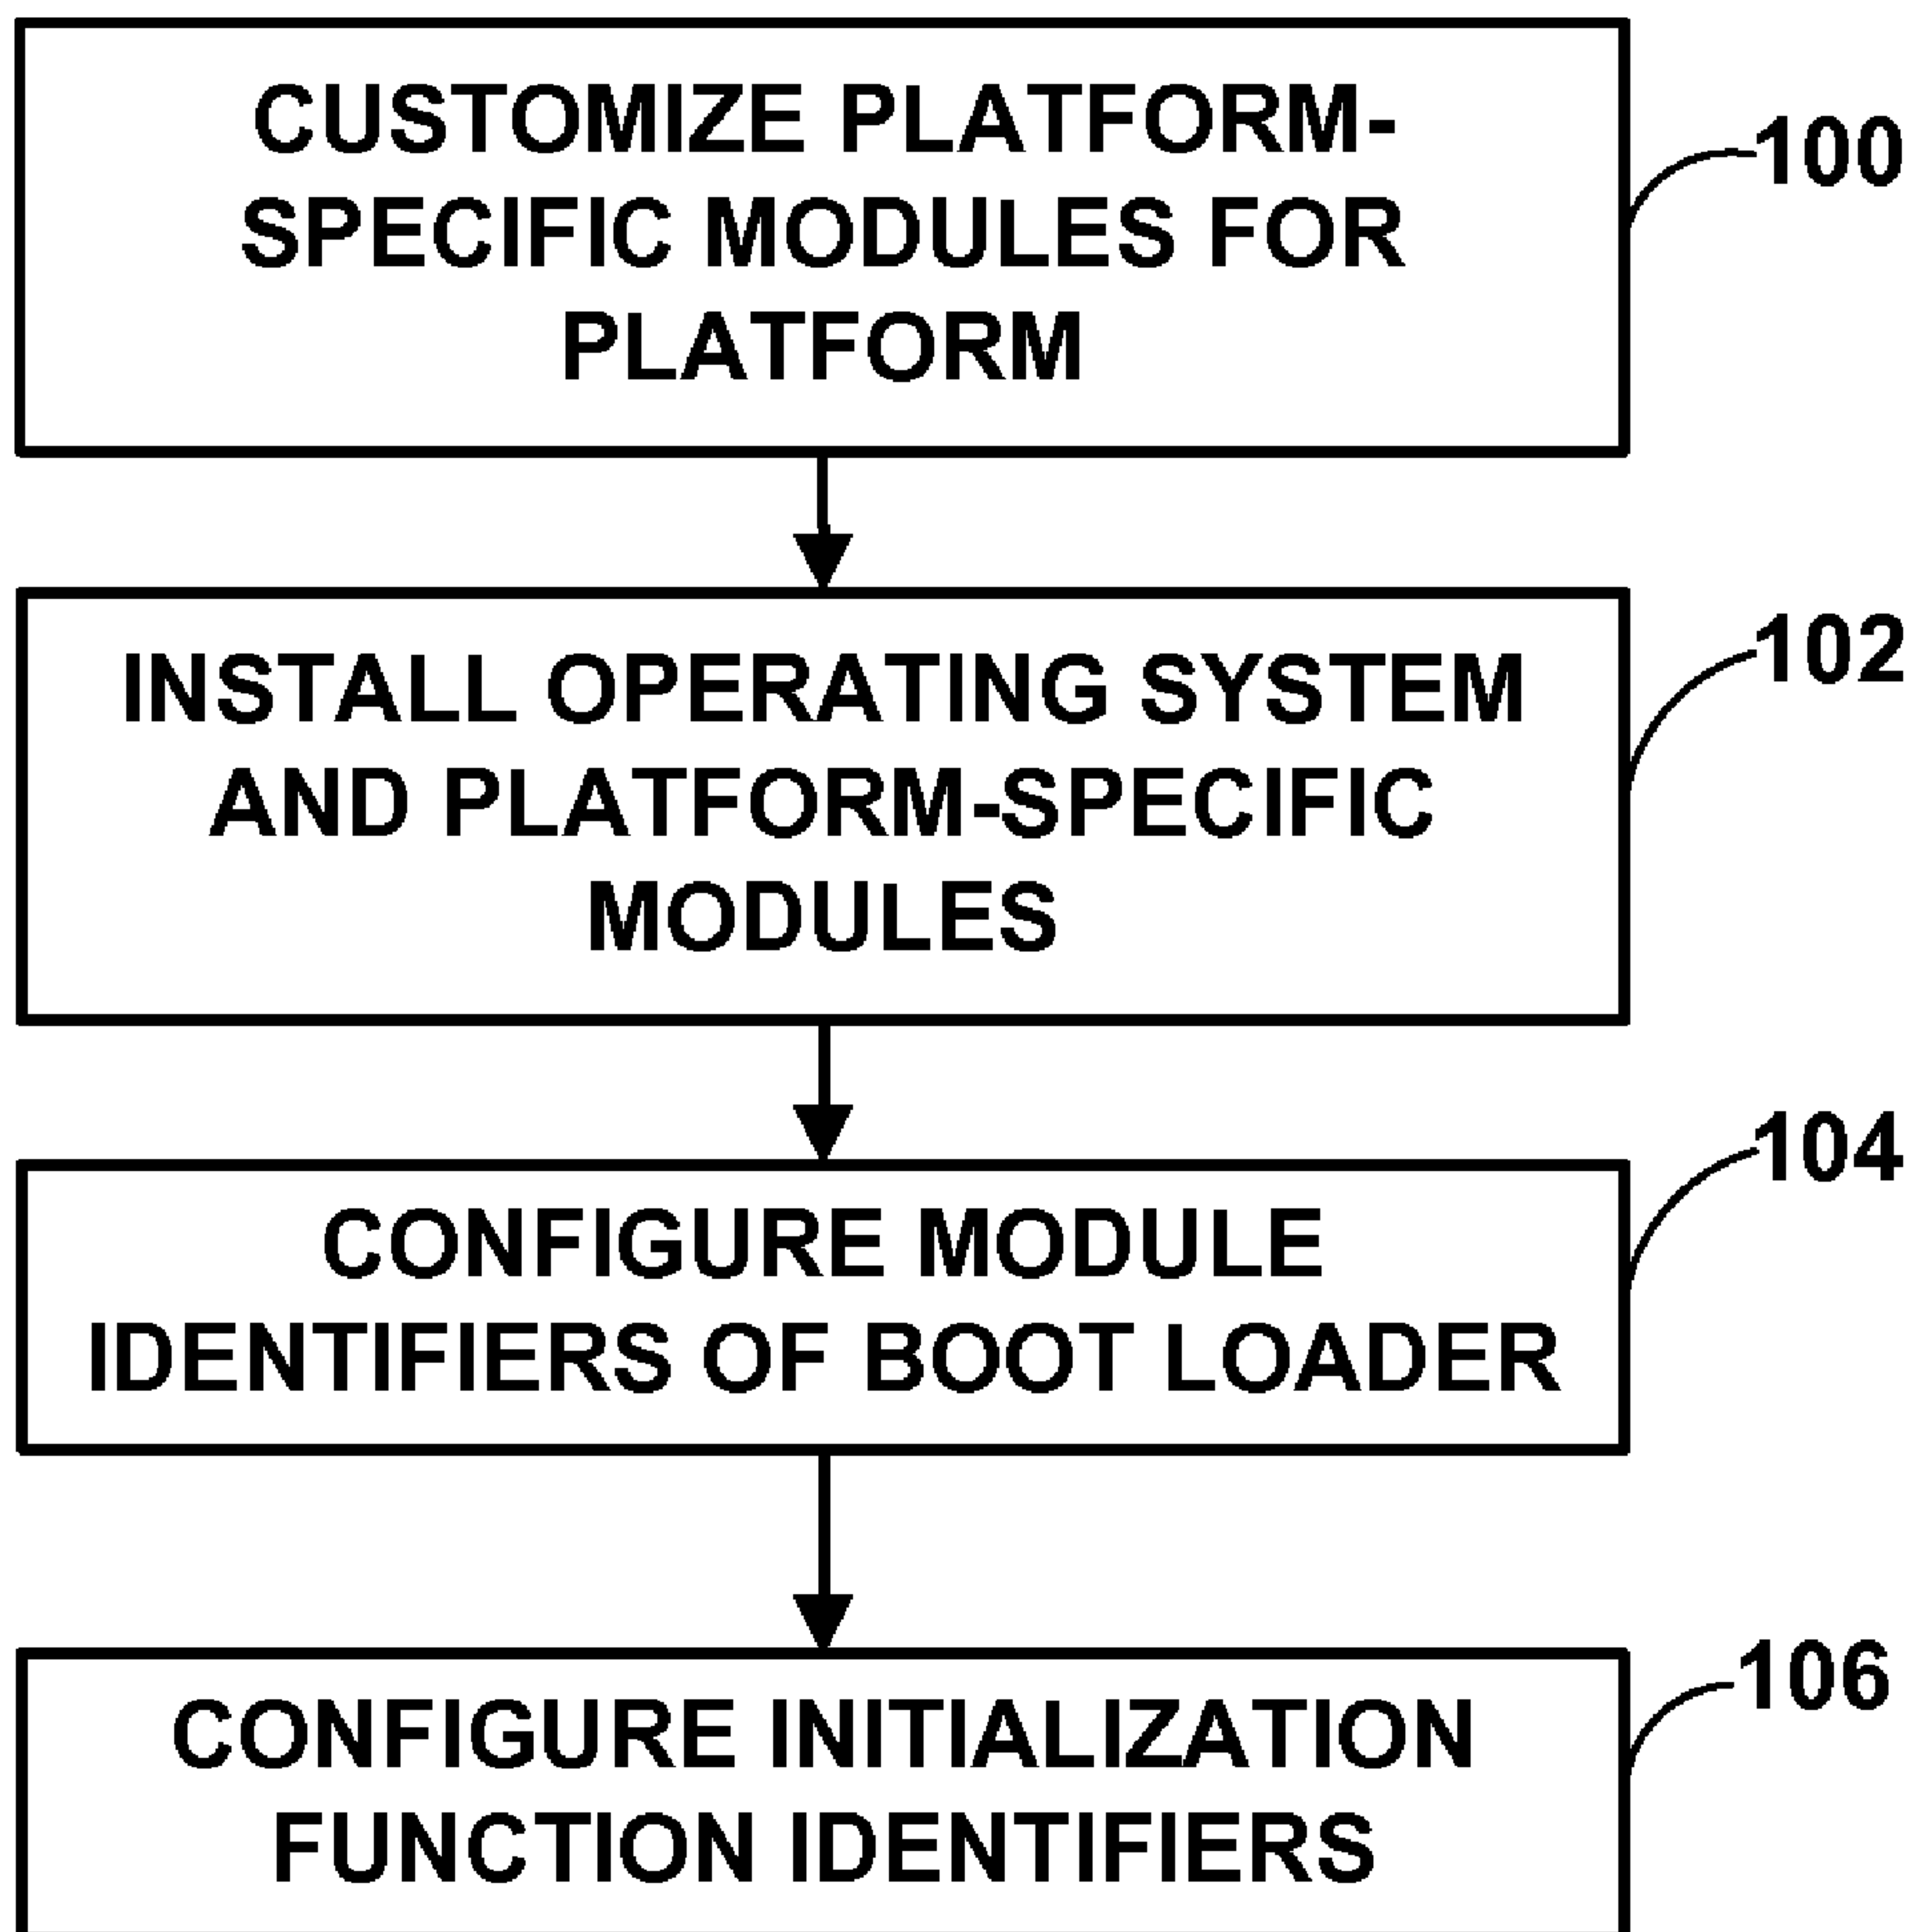 CUSTOMIZE PLATFORM-
SPECIFIC MODULES FOR
PLATFORM
100
INSTALL OPERATING SYSTEM
AND PLATFORM-SPECIFIC
MODULES
102
CONFIGURE MODULE
IDENTIFIERS OF BOOT LOADER
104
CONFIGURE INITIALIZATION
FUNCTION IDENTIFIERS
106